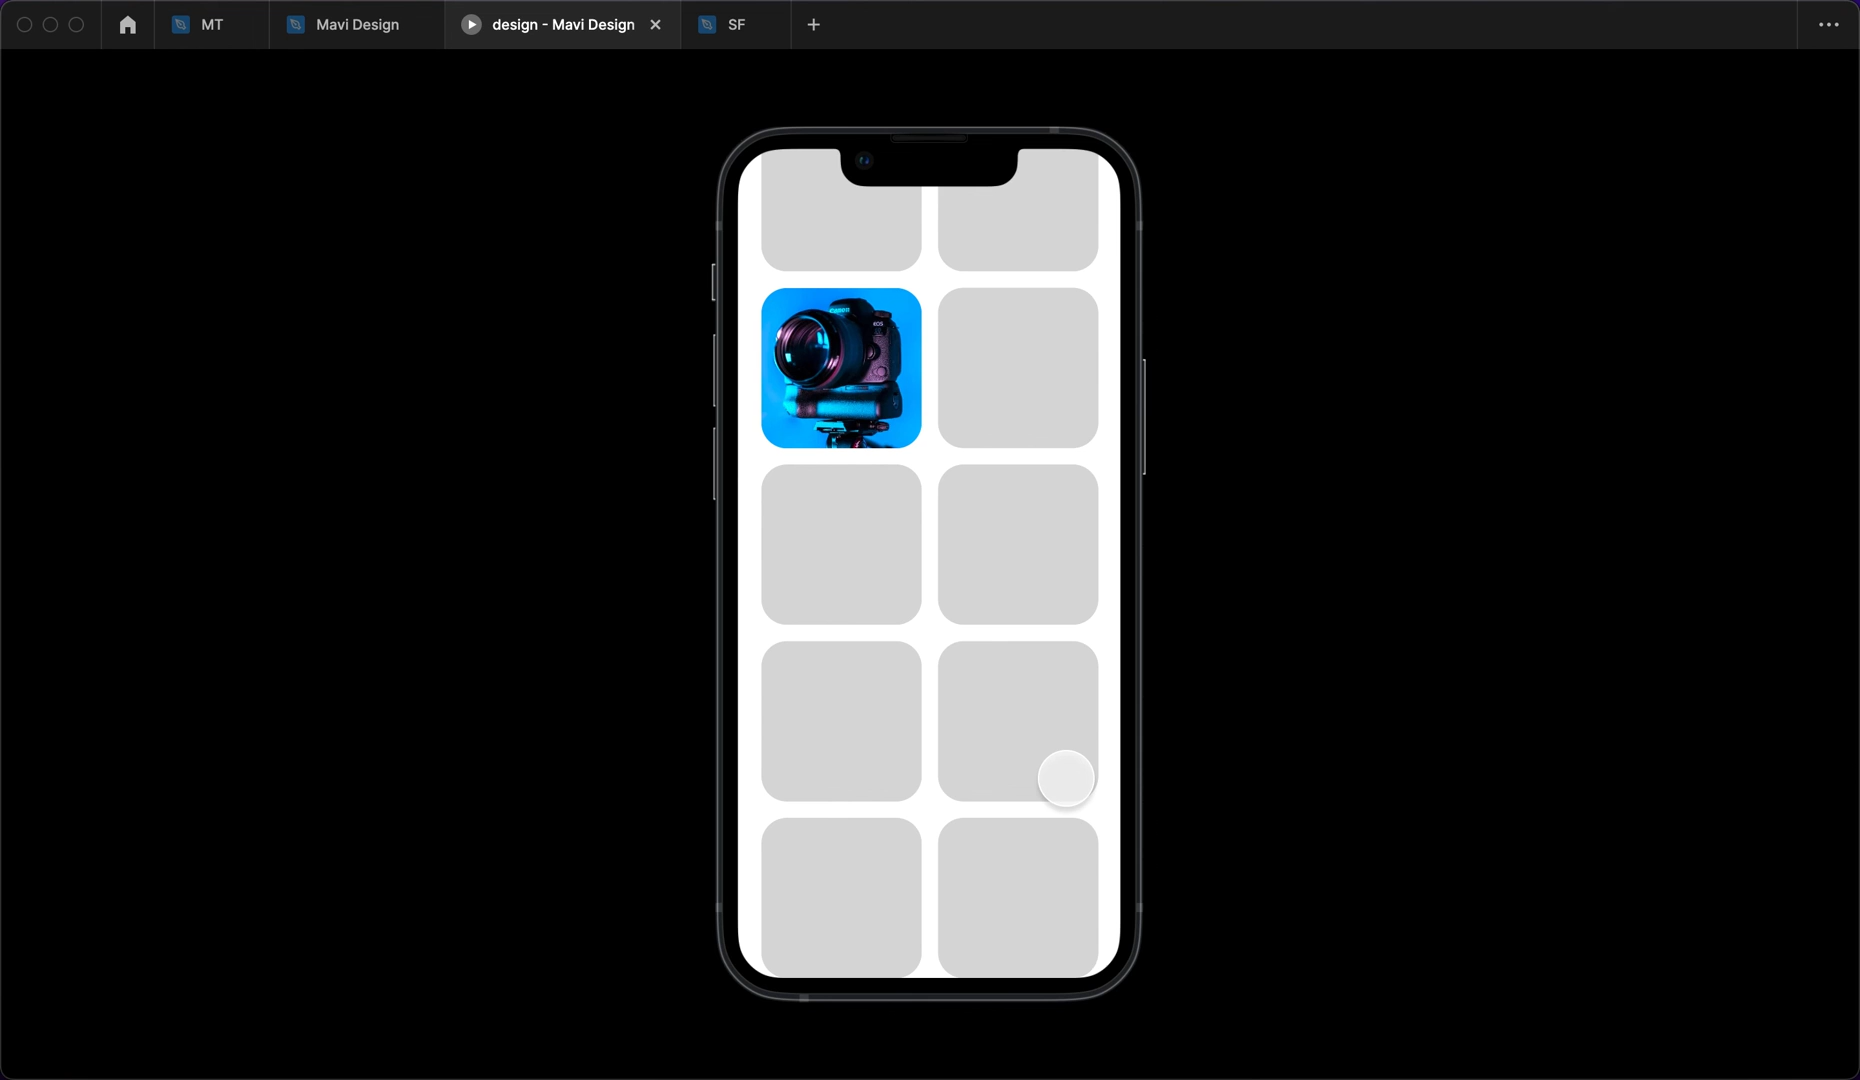 MT
Mavi Design
design - Mavi Design
SF
Canon
EOS